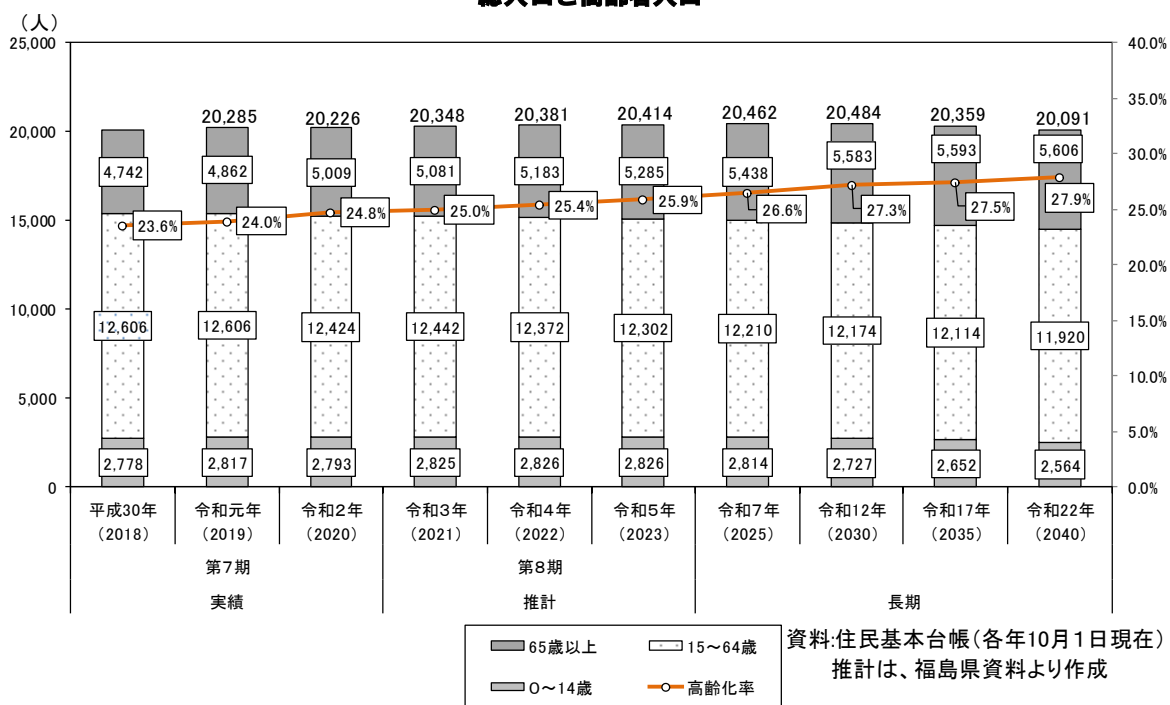 (人)
25,000
20,000
15,000
10,000
5,000
0
40.0%
35.0%
30.0%
25.0%
20.0%
15.0%
10.0%
5.0%
0.0%
20,285 20,226 20,348 20,381 20,414 20,462 20,484 20,359 20,091
4,742 4,862 5,009 5,081 5,183 5,285 5,438 5,583 5,593 5,606
23.6% 24.0% 24.8% 25.0% 25.4% 25.9% 26.6% 27.3% 27.5% 27.9%
12,606 12,606 12,424 12,442 12,372 12,302 12,210 12,174 12,114 11,920
2,778 2,817 2,793 2,825 2,826 2,826 2,814 2,727 2,652 2,564
平成30年 令和元年 令和2年 令和3年 令和4年 令和5年 令和7年 令和12年 令和17年 令和22年
(2018) (2019) (2020) (2021) (2022) (2023) (2025) (2030) (2035) (2040)
第7期 第8期
実績 推計 長期
65歳以上 15~64歳
0~14歳 高齢化率
資料:住民基本台帳(各年10月1日現在)
推計は、福島県資料より作成